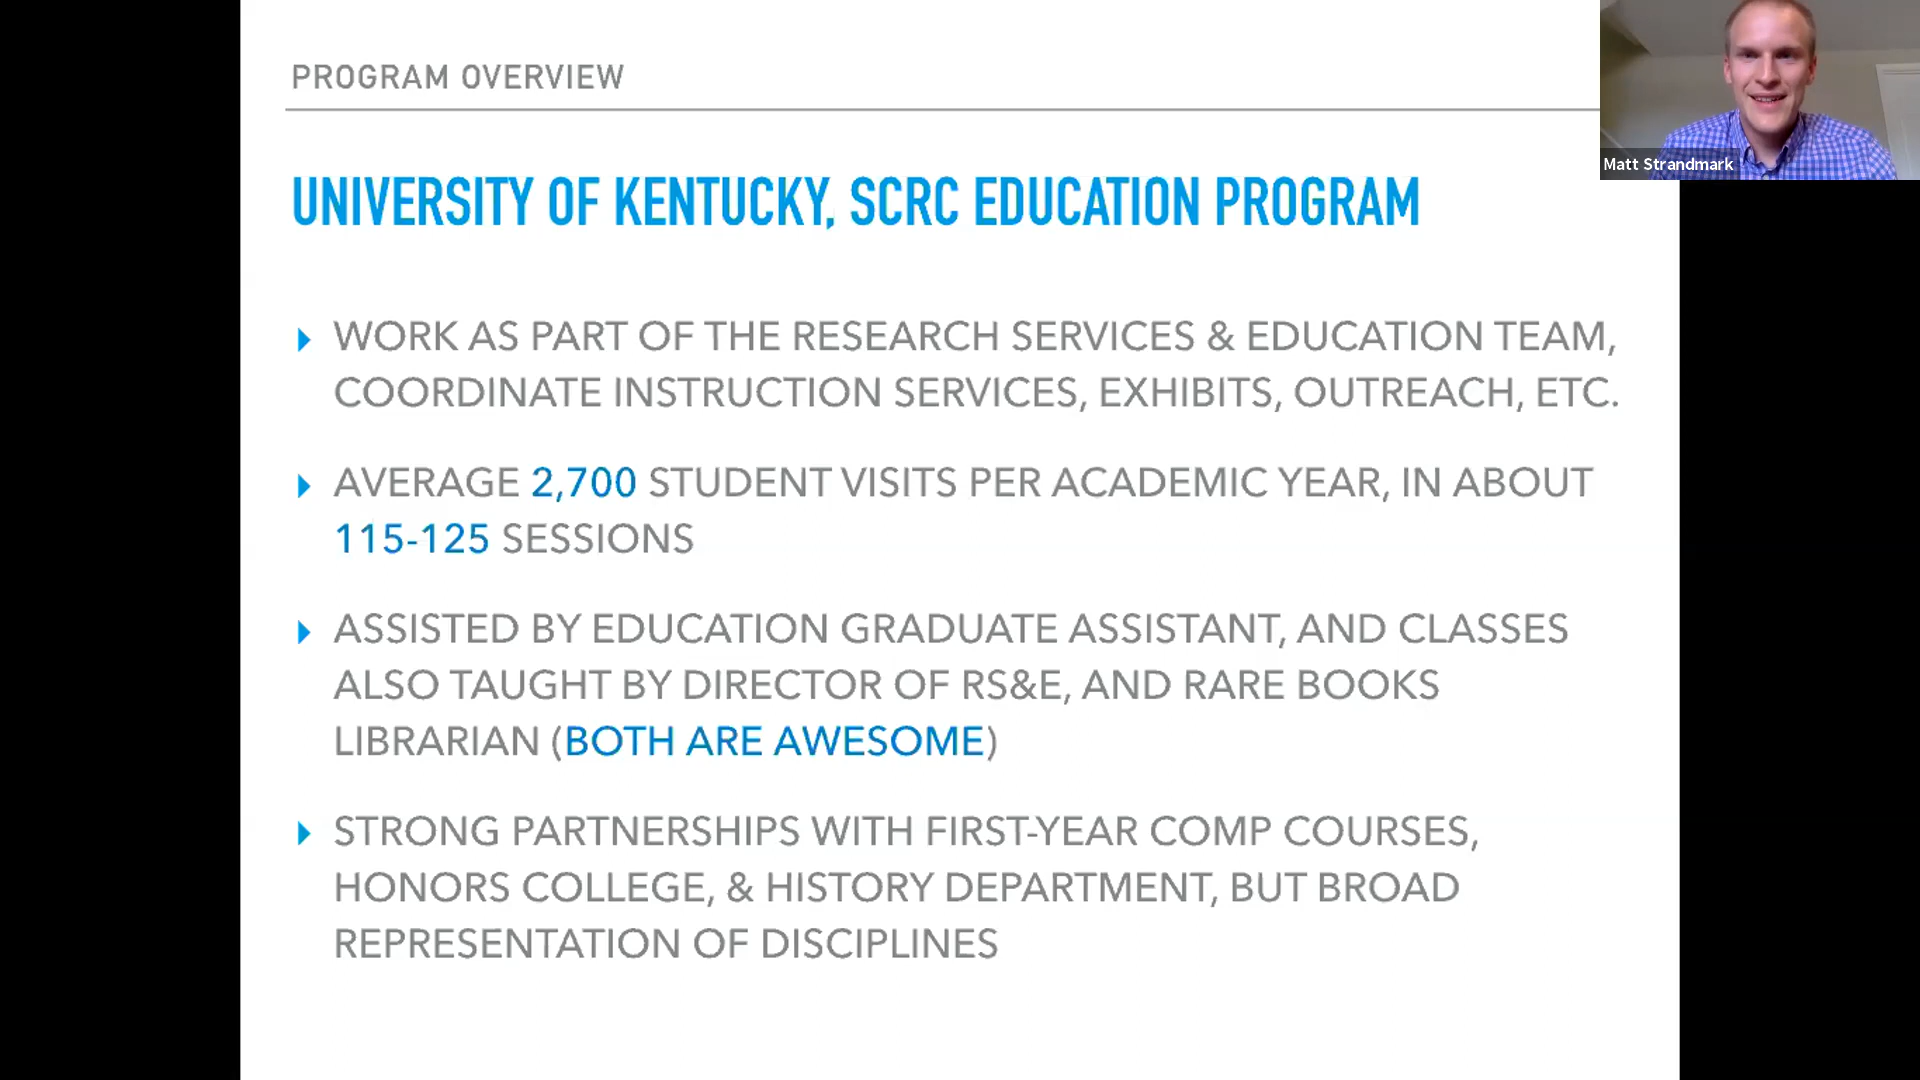 PROGRAM OVERVIEW
Matt Strandmark
UNIVERSITY OF KENTUCKY, SCRC EDUCATION PROGRAM
WORK AS PART OF THE RESEARCH SERVICES & EDUCATION TEAM,
COORDINATE INSTRUCTION SERVICES, EXHIBITS, OUTREACH, ETC.
AVERAGE 2,700 STUDENT VISITS PER ACADEMIC YEAR, IN ABOUT
115-125 SESSIONS
ASSISTED BY EDUCATION GRADUATE ASSISTANT, AND CLASSES
ALSO TAUGHT BY DIRECTOR OF RS&E, AND RARE BOOKS
LIBRARIAN (BOTH ARE AWESOME)
STRONG PARTNERSHIPS WITH FIRST-YEAR COMP COURSES,
HONORS COLLEGE, & HISTORY DEPARTMENT, BUT BROAD
REPRESENTATION OF DISCIPLINES